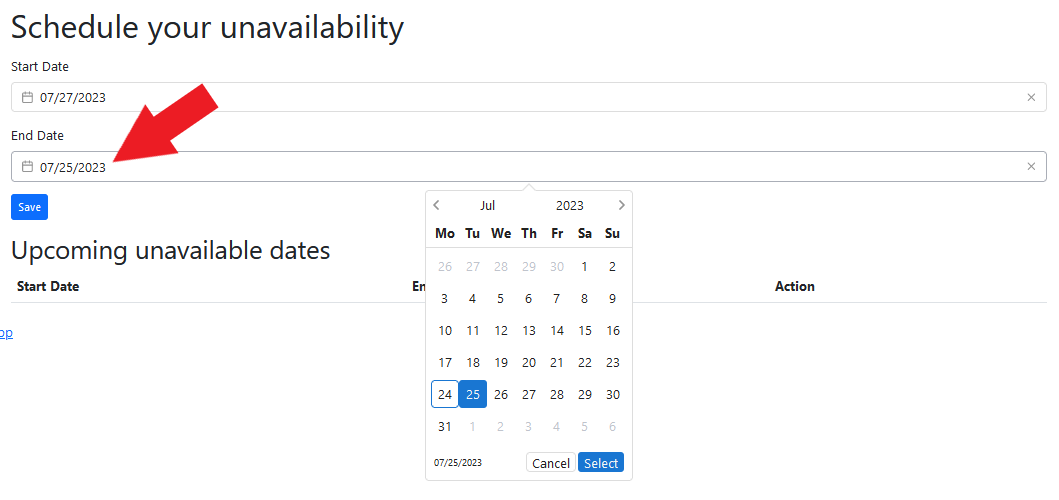 Schedule your unavailability
Start Date
07/27/2023
End Date
07/25/2023
Save
Jul 2023
Mo Tu We Th Fr Sa Su
26 27 28 29 30 1 2
3 4 5 6 7 8 9
10 11 12 13 14 15 16
17 18 19 20 21 22 23
24 25 26 27 28 29 30
31 1 2 3 4 5 6
07/25/2023 Cancel Select
Upcoming unavailable dates
Start Date Action